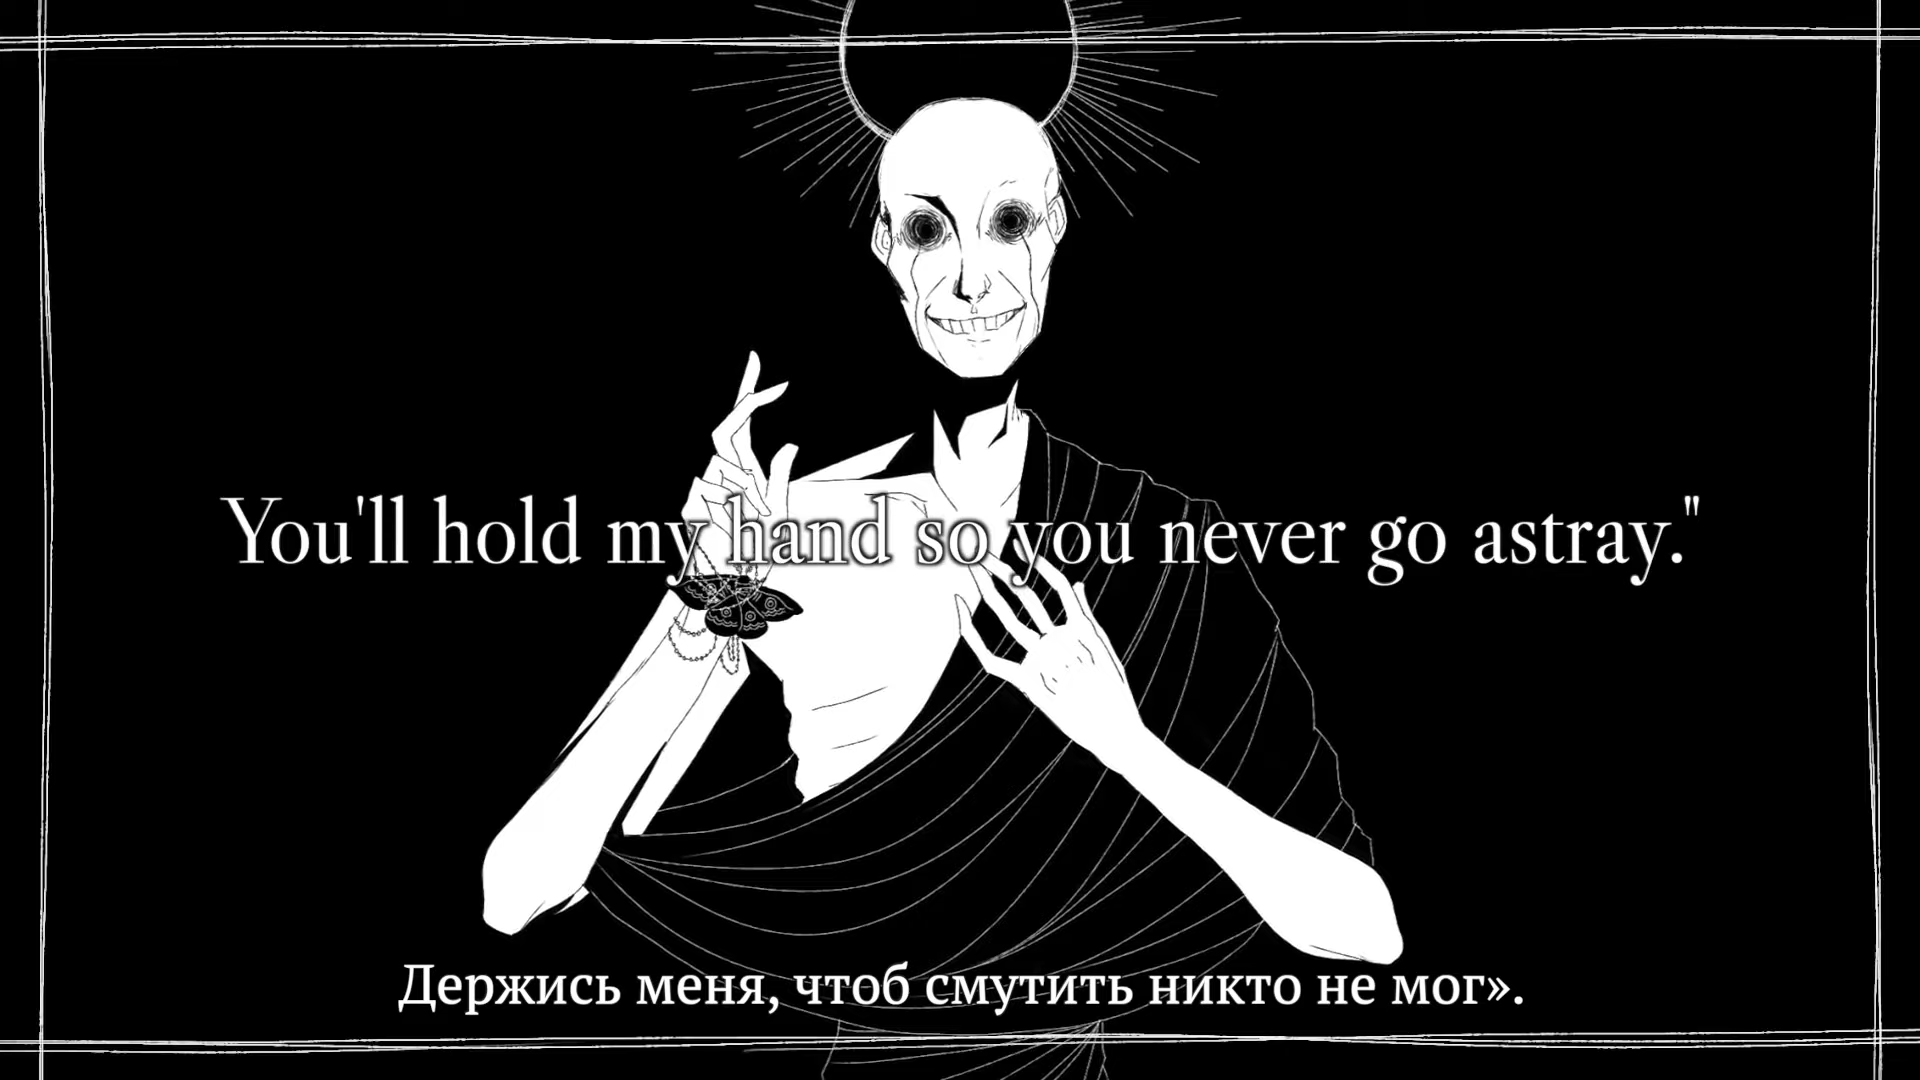 You'll hold my hand so you never go astray."
Держись меня, чтоб смутить никто не мог».